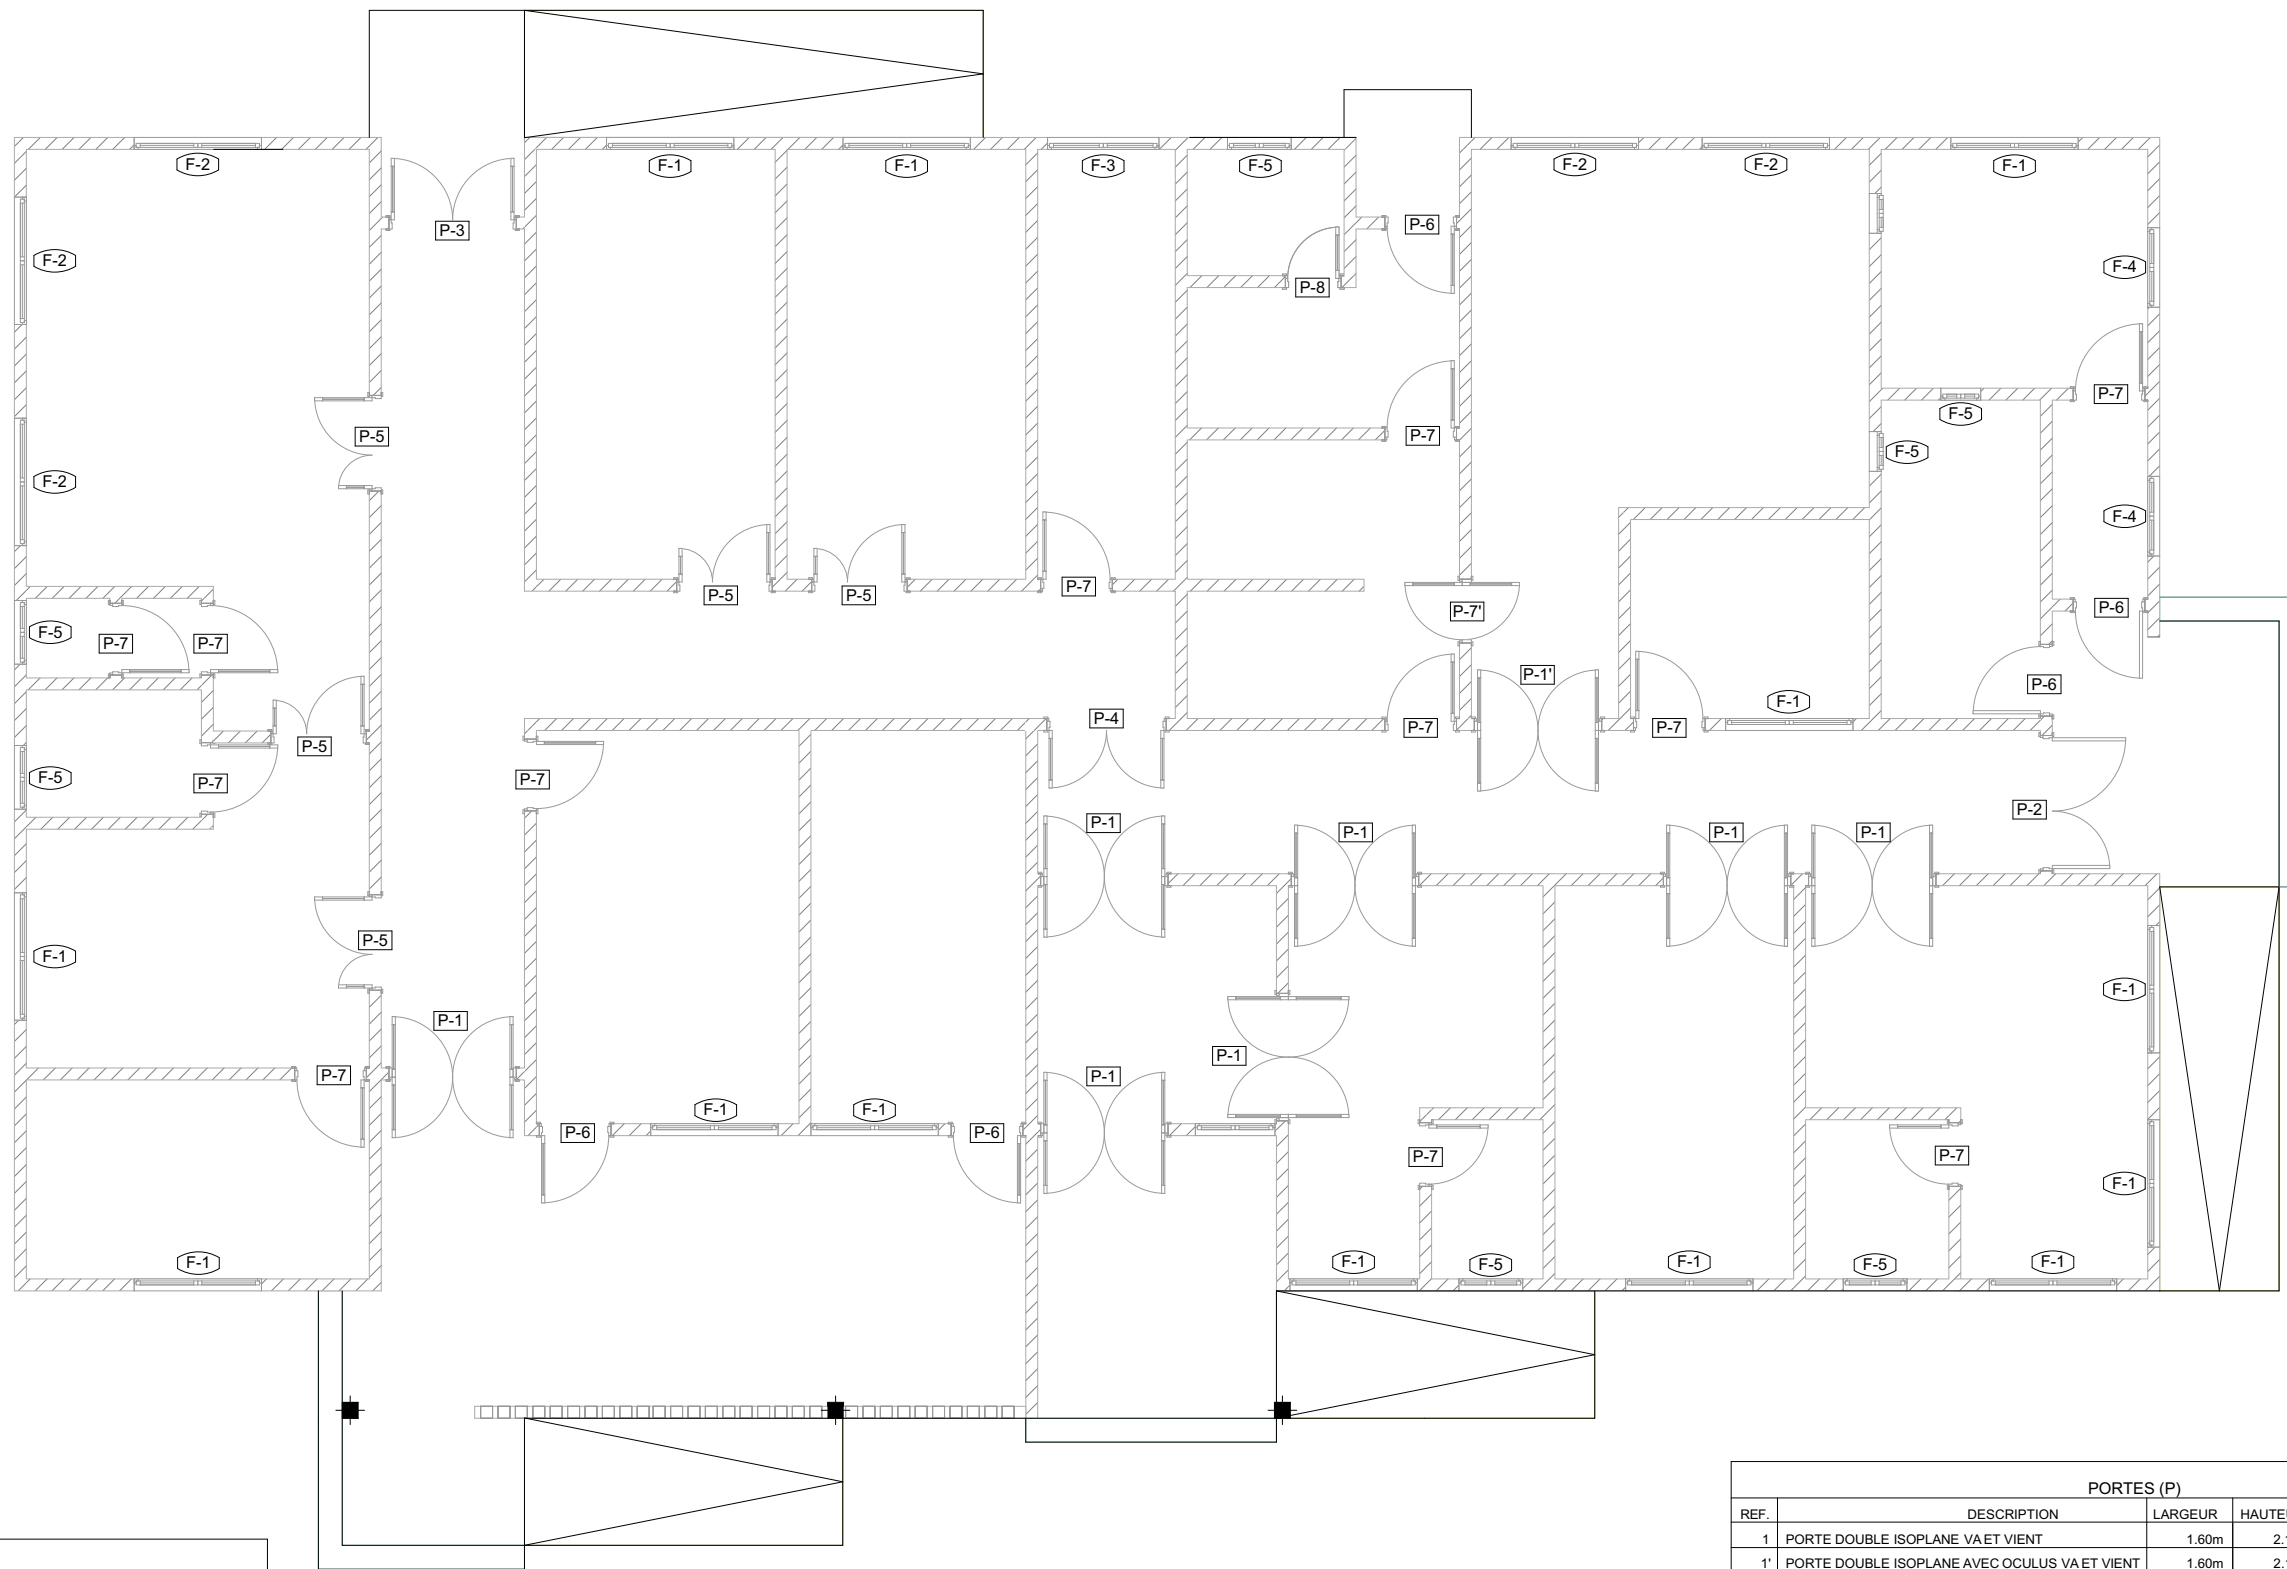 F-2
F-1
F-1
F-3
F-5
F-2
F-2
F-1
P-3
P-6
F-2
F-4
P-8
P-7
F-5
P-5
P-7
F-5
F-2
F-4
P-5
P-5
P-7
P-7'
P-6
F-5
P-7
P-7
P-1'
P-6
F-1
P-4
P-7
P-7
P-5
F-5
P-7
P-7
P-2
P-1
P-1
P-1
P-1
P-5
F-1
F-1
P-1
P-1
P-7
P-1
F-1
F-1
P-6
P-6
P-7
P-7
F-1
F-1
F-1
F-5
F-1
F-5
F-1
PORTES (P)
REF. DESCRIPTION LARGEUR
1 PORTE DOUBLE ISOPLANE VA ET VIENT 1.60m
1' PORTE DOUBLE ISOPLANE AVEC OCULUS VA ET VIENT 1.60m